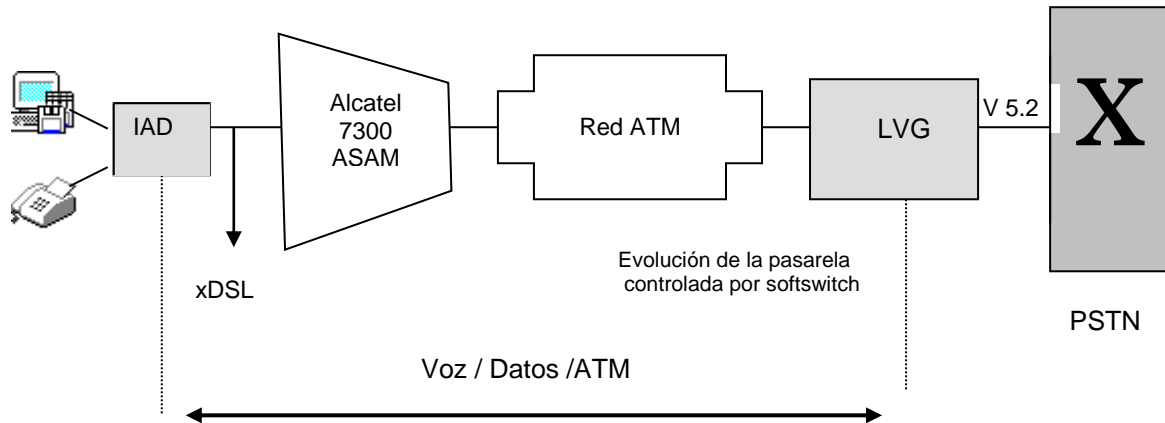 IAD
Alcatel
7300
ASAM
Red ATM
LVG
V 5.2
X
xDSL
Evolución de la pasarela
controlada por softswitch
PSTN
Voz / Datos /ATM